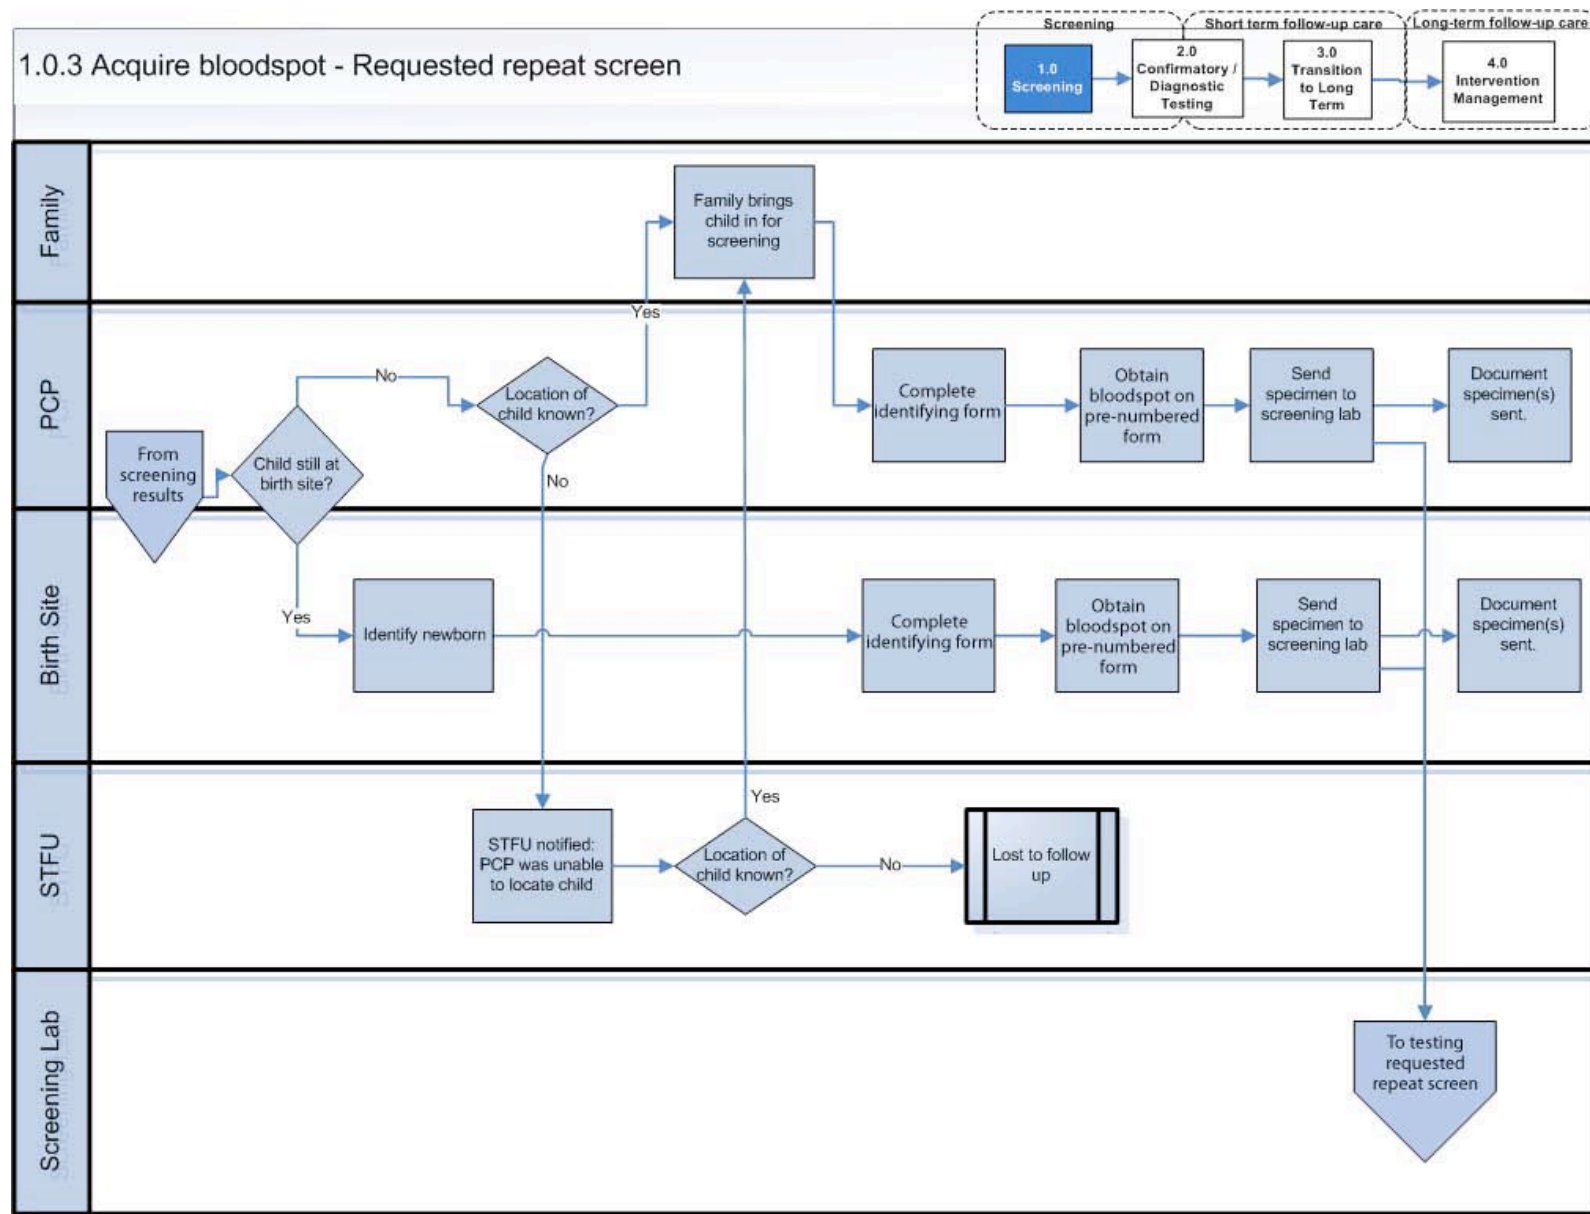 Screening
Short term follow-up care
Long-term follow-up care
1.0.3 Acquire bloodspot - Requested repeat screen
1.0
Screening
2.0
Confirmatory /
Diagnostic
Testing
3.0
Transition
to Long
Term
4.0
Intervention
Management
Family
Family brings
child in for
screening
PCP
Yes
No
From
screening
results
Child still at
birth site?
Location of
child known?
No
Complete
identifying form
Obtain
bloodspot on
pre-numbered
form
Send
specimen to
screening lab
Document
specimen(s)
sent.
Birth Site
Yes
Identify newborn
Complete
identifying form
Obtain
bloodspot on
pre-numbered
form
Send
specimen to
screening lab
Document
specimen(s)
sent.
STFU
STFU notified:
PCP was unable
to locate child
Yes
Location of
child known?
No
Lost to follow
up
Screening Lab
To testing
requested
repeat screen